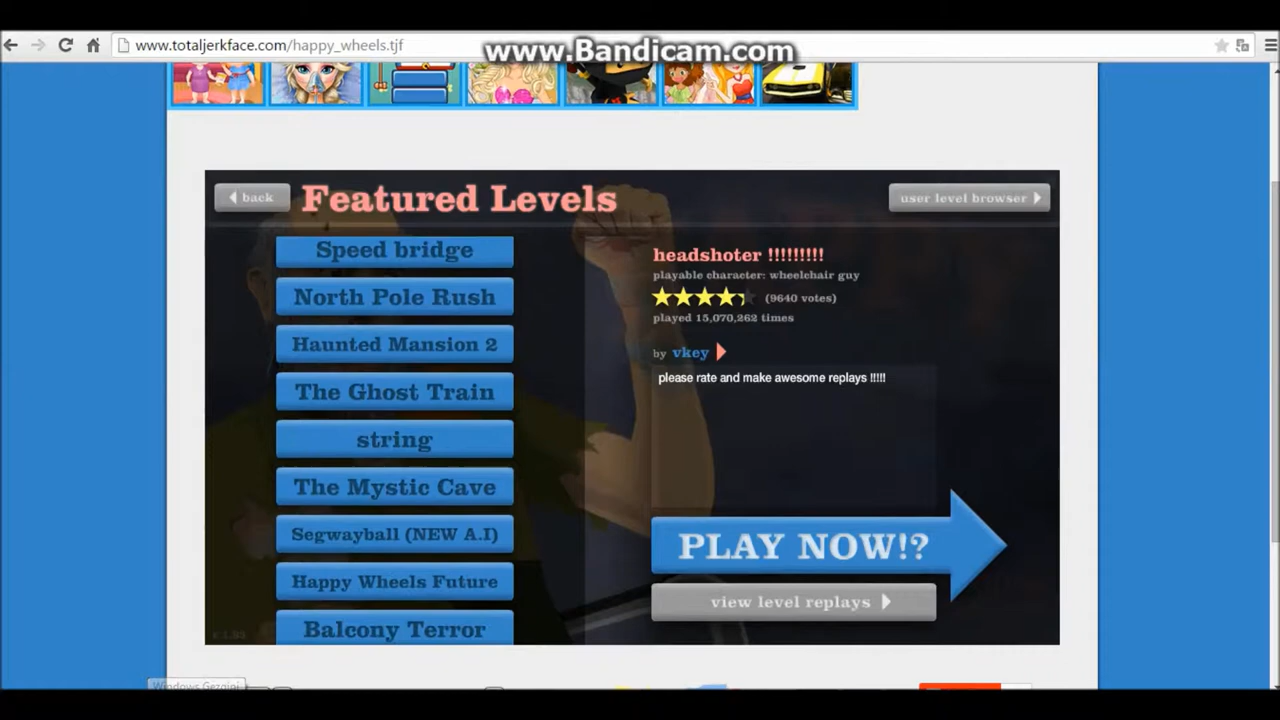 www.totaljerkface.com/happy_wheels.tjf
www.Bandicam.com
back
Featured Levels
user level browser
Speed bridge
North Pole Rush
Haunted Mansion 2
The Ghost Train
string
The Mystic Cave
Segwayball (NEW A.I)
Happy Wheels Future
Balcony Terror
headshoter !!!!!!!!!
playable character: wheelchair guy
(9640 votes)
played 15,070,262 times
by vkey
please rate and make awesome replays !!!!!
PLAY NOW!?
view level replays
Windows Gezgini